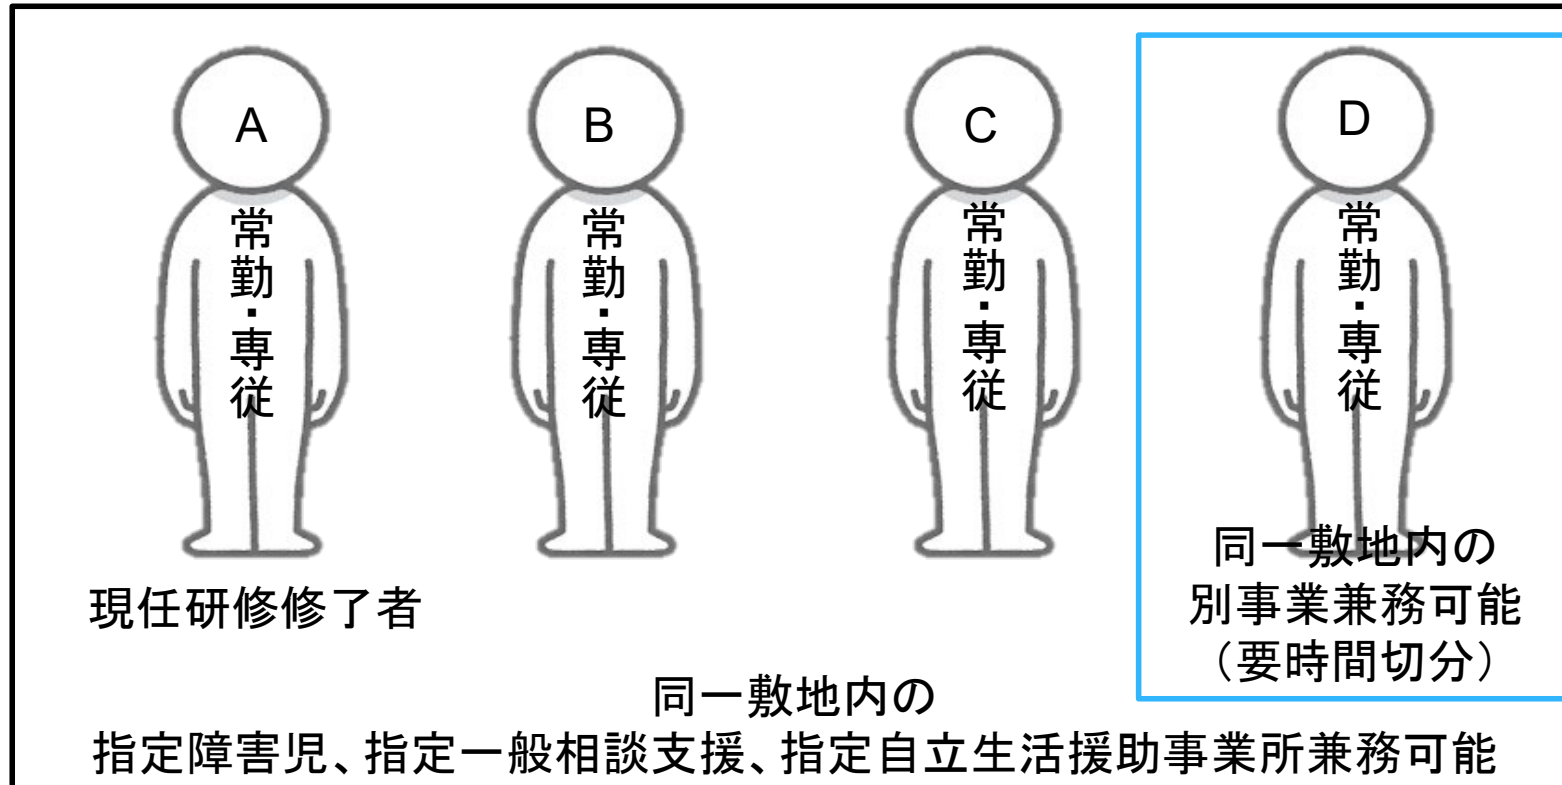 A
B
C
D
常勤・専従
常勤・専従
常勤・専従
常勤・専従
現任研修修了者
同一敷地内の
別事業兼務可能
（要時間切分）
同一敷地内の
指定障害児、指定一般相談支援、指定自立生活援助事業所兼務可能